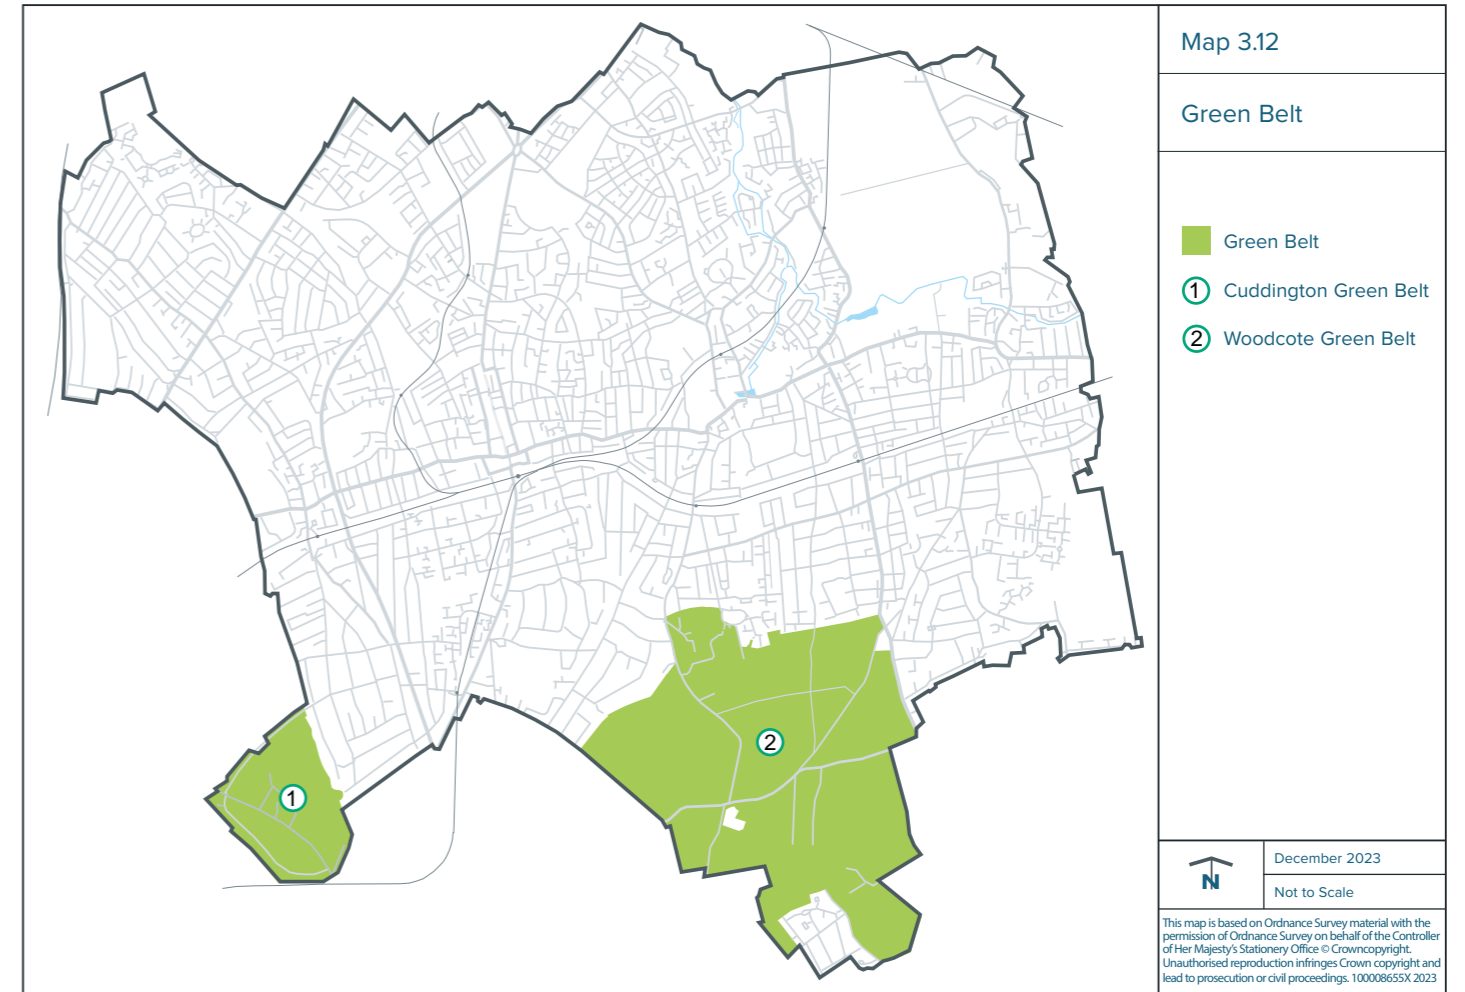 Map 3.12
Green Belt
Green Belt
1 Cuddington Green Belt
2 Woodcote Green Belt
1
2
N
December 2023
Not to Scale
This map is based on Ordnance Survey material with the
permission of Ordnance Survey on behalf of the Controller
of Her Majesty's Stationery Office © Crowncopyright.
Unauthorised reproduction infringes Crown copyright and
lead to prosecution or civil proceedings. 100008655X 2023